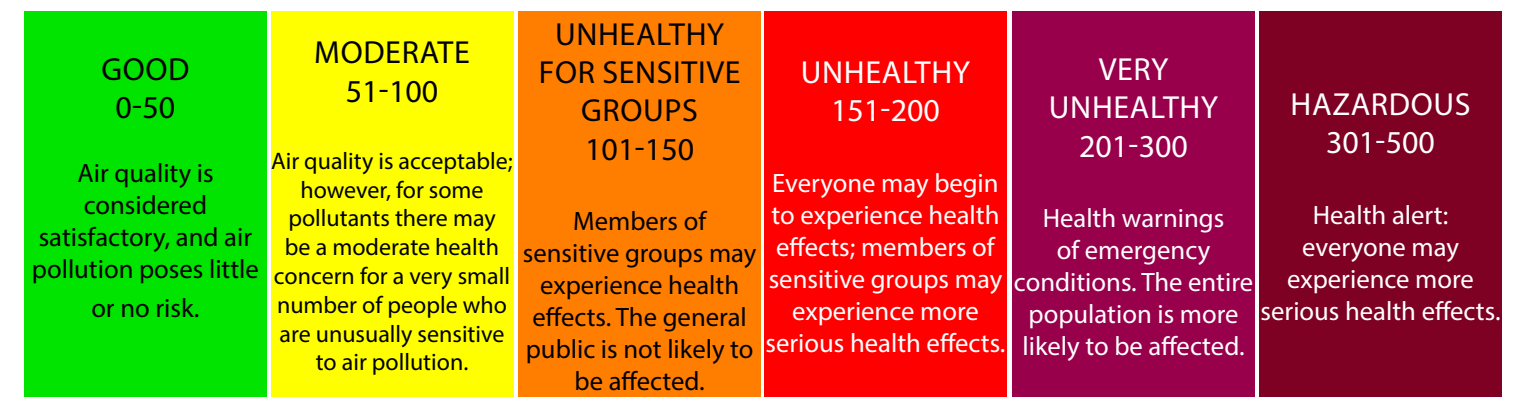 GOOD
0-50
Air quality is
considered
satisfactory, and air
pollution poses little
or no risk.
MODERATE
51-100
Air quality is acceptable;
however, for some
pollutants there may
be a moderate health
concern for a very small
number of people who
are unusually sensitive
to air pollution.
UNHEALTHY
FOR SENSITIVE
GROUPS
101-150
Members of
sensitive groups may
experience health
effects. The general
public is not likely to
be affected.
UNHEALTHY
151-200
Everyone may begin
to experience health
effects; members of
sensitive groups may
experience more
serious health effects.
VERY
UNHEALTHY
201-300
Health warnings
of emergency
conditions. The entire
population is more
likely to be affected.
HAZARDOUS
301-500
Health alert:
everyone may
experience more
serious health effects.